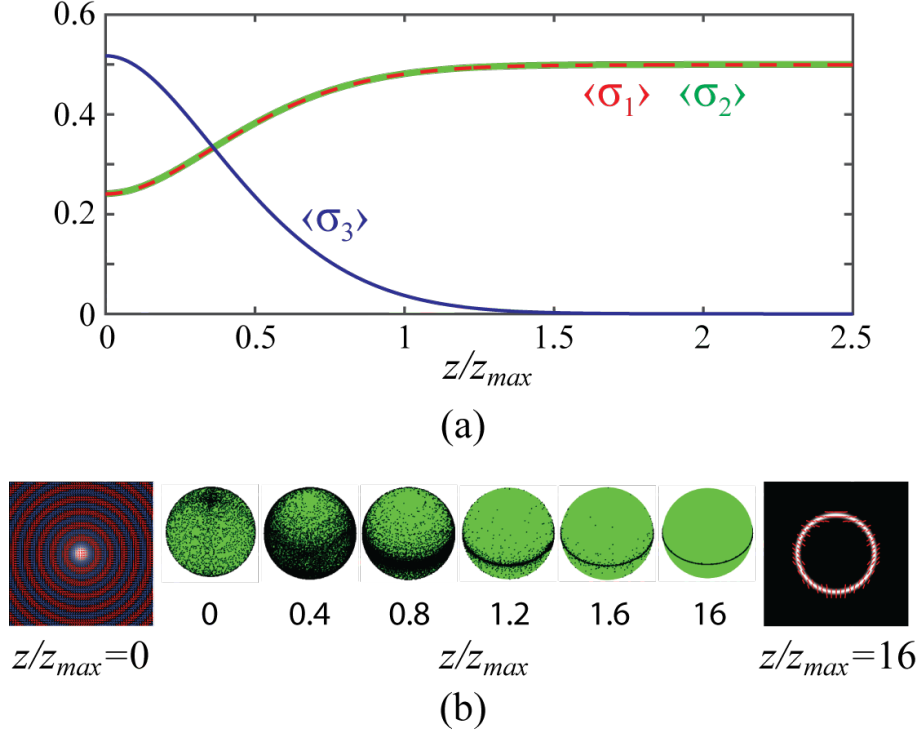 0.6
0.4
⟨σ1⟩ ⟨σ2⟩
0.2
⟨σ3⟩
0
0 0.5 1 1.5 2 2.5
z/zmax
(a)
0 0.4 0.8 1.2 1.6 16
z/zmax=0 z/zmax z/zmax=16
(b)